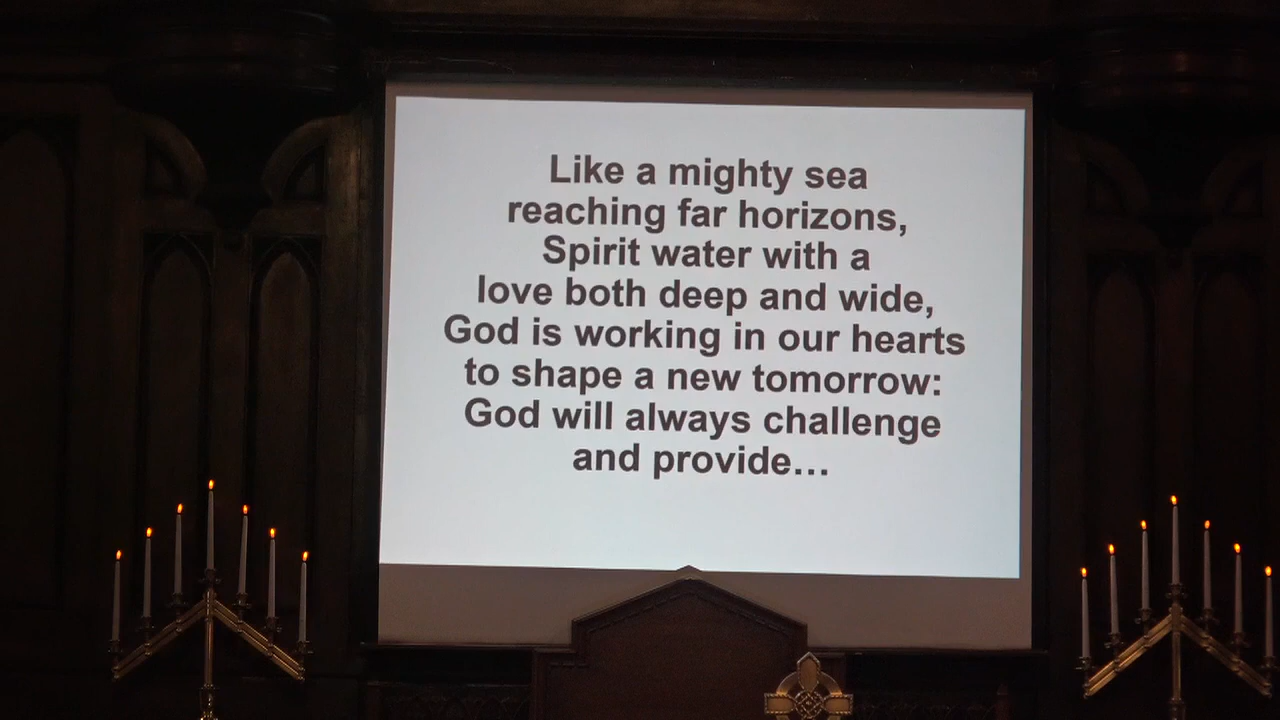 Like a mighty sea
reaching far horizons,
Spirit water with a
love both deep and wide,
God is working in our hearts
to shape a new tomorrow:
God will always challenge
and provide…